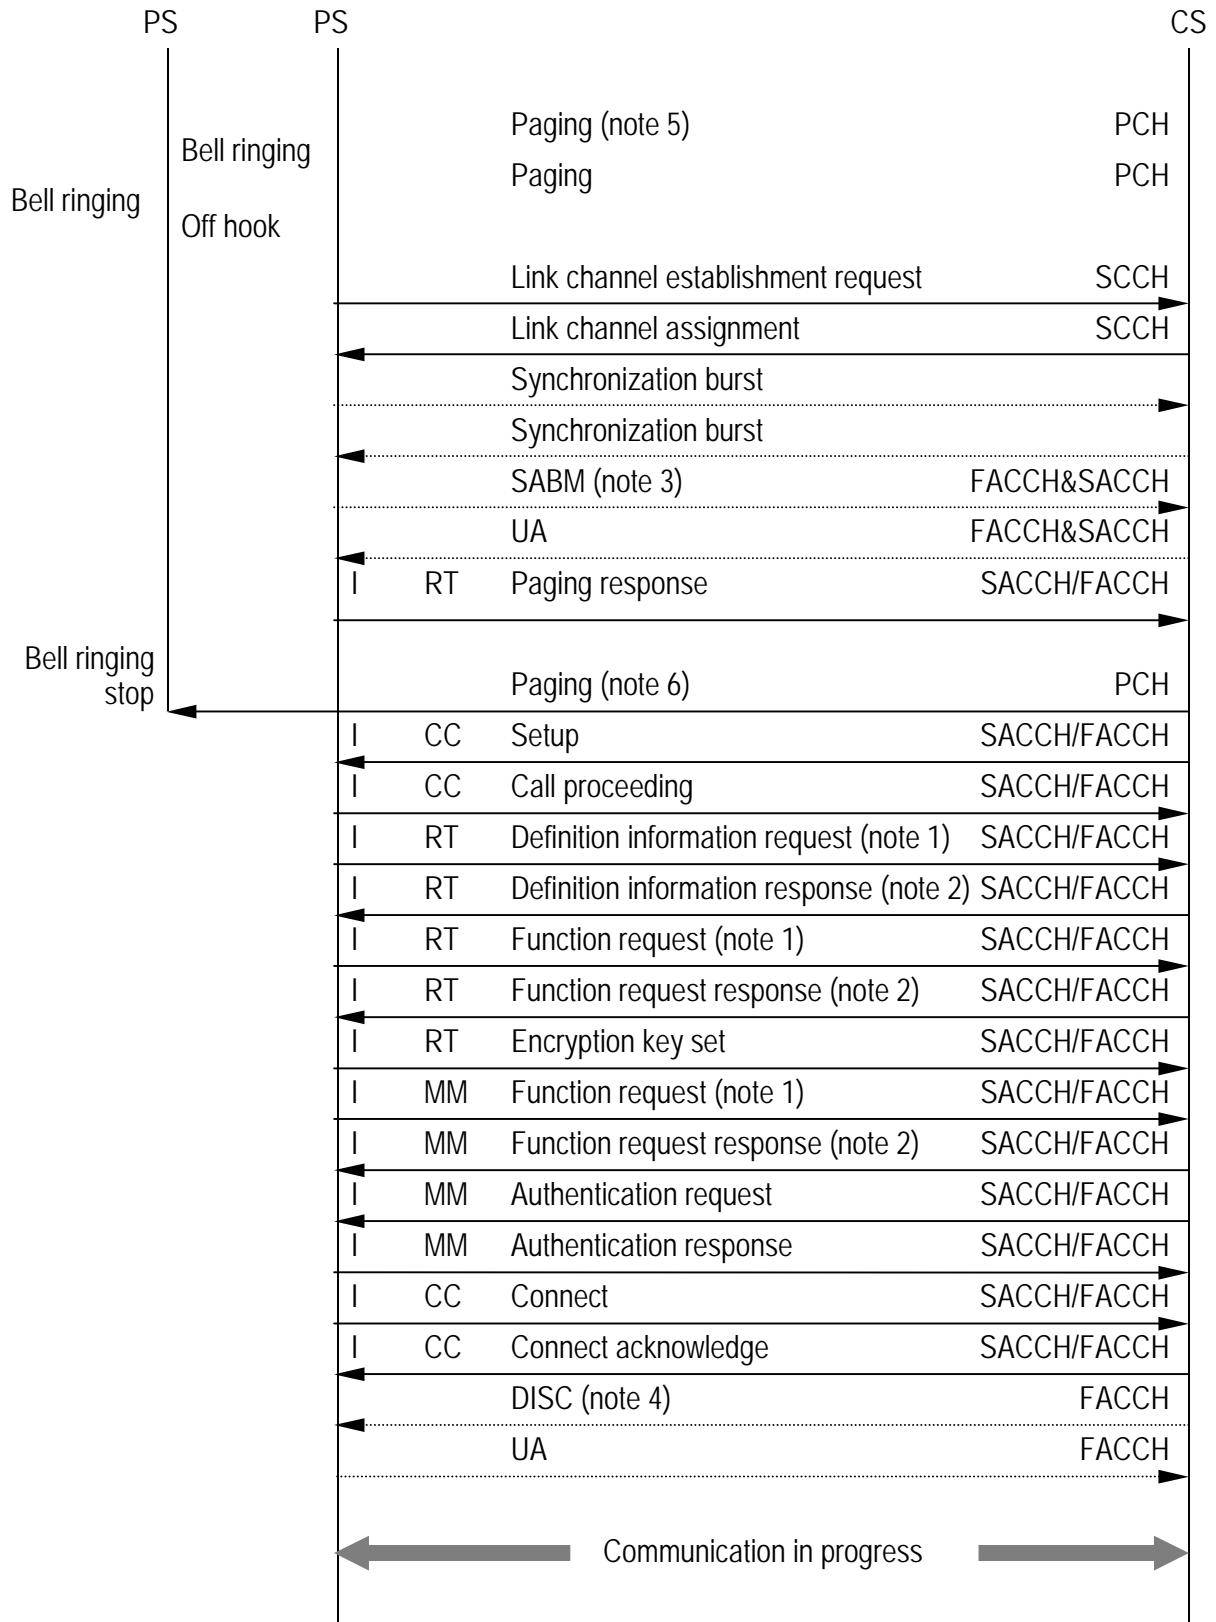 PS PS CS
Paging (note 5) PCH
Bell ringing
Paging PCH
Bell ringing
Off hook
Link channel establishment request SCCH
Link channel assignment SCCH
Synchronization burst
Synchronization burst
SABM (note 3) FACCH&SACCH
UA FACCH&SACCH
I RT Paging response SACCH/FACCH
Bell ringing
stop
Paging (note 6) PCH
I CC Setup SACCH/FACCH
I CC Call proceeding SACCH/FACCH
I RT Definition information request (note 1) SACCH/FACCH
I RT Definition information response (note 2) SACCH/FACCH
I RT Function request (note 1) SACCH/FACCH
I RT Function request response (note 2) SACCH/FACCH
I RT Encryption key set SACCH/FACCH
I MM Function request (note 1) SACCH/FACCH
I MM Function request response (note 2) SACCH/FACCH
I MM Authentication request SACCH/FACCH
I MM Authentication response SACCH/FACCH
I CC Connect SACCH/FACCH
I CC Connect acknowledge SACCH/FACCH
DISC (note 4) FACCH
UA FACCH
Communication in progress